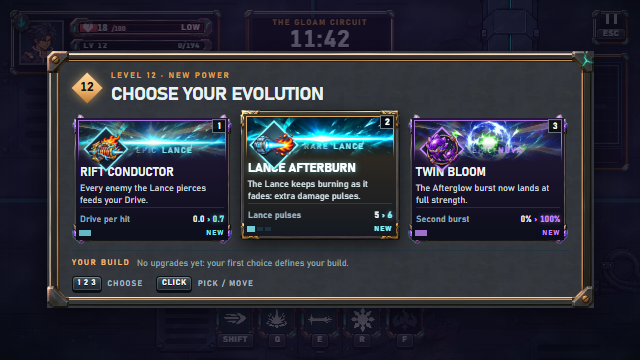 18 /180 LOW
LV 12 0/194
THE GLOAM CIRCUIT
11:42
ESC
12
LEVEL 12 · NEW POWER
CHOOSE YOUR EVOLUTION
1
EPIC LANCE
RIFT CONDUCTOR
Every enemy the Lance pierces
feeds your Drive.
Drive per hit 0.0 › 0.7
NEW
2
RARE LANCE
LANCE AFTERBURN
The Lance keeps burning as it
fades: extra damage pulses.
Lance pulses 5 › 6
NEW
3
TWIN BLOOM
The Afterglow burst now lands at
full strength.
Second burst 0% › 100%
NEW
YOUR BUILD No upgrades yet: your first choice defines your build.
1 2 3 CHOOSE CLICK PICK / MOVE
SHIFT Q E R F